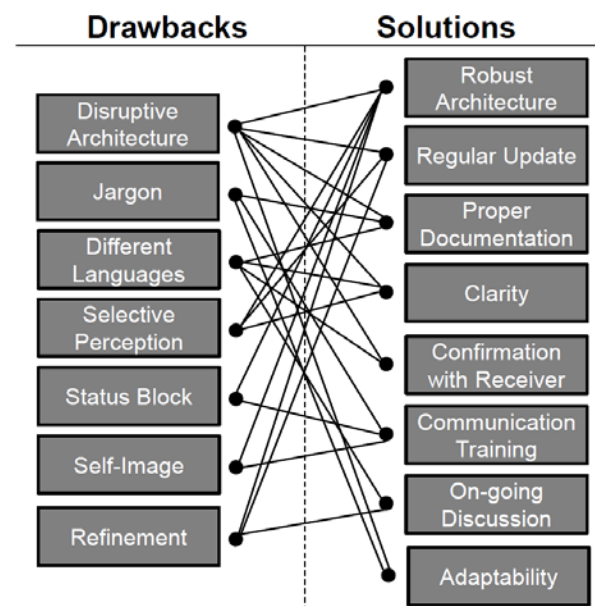 Drawbacks
Solutions
Disruptive
Architecture
Jargon
Different
Languages
Selective
Perception
Status Block
Self-Image
Refinement
Robust
Architecture
Regular Update
Proper
Documentation
Clarity
Confirmation
with Receiver
Communication
Training
On-going
Discussion
Adaptability